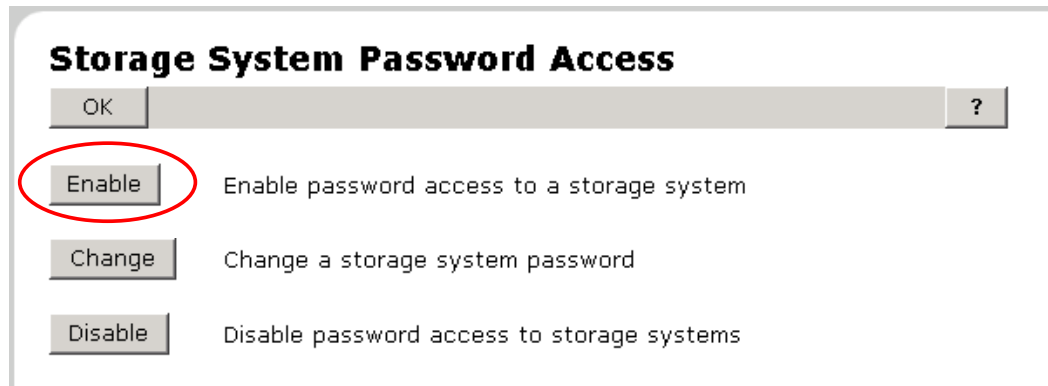 Storage System Password Access
OK ?
Enable Enable password access to a storage system
Change Change a storage system password
Disable Disable password access to storage systems